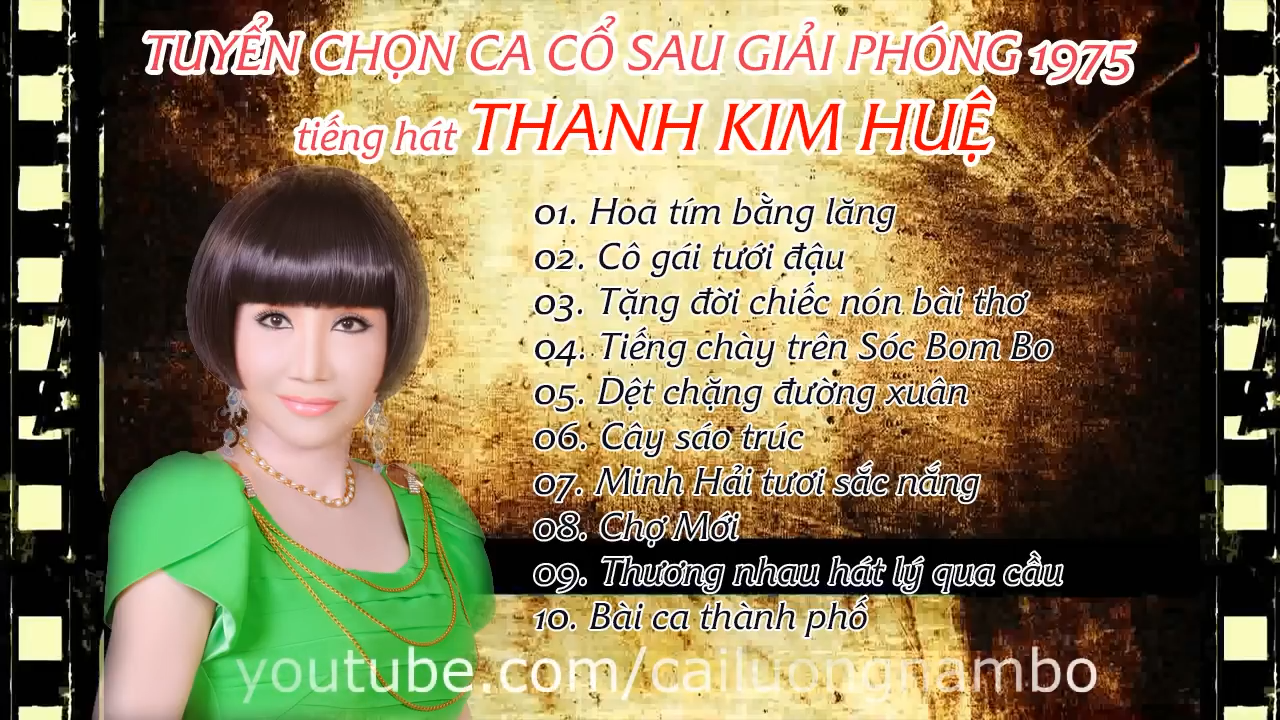 TUYỂN CHỌN CA CỔ SAU GIẢI PHÓNG 1975
tiếng hát THANH KIM HUỆ
01. Hoa tím bằng lăng
02. Cô gái tưới đậu
03. Tặng đời chiếc nón bài thơ
04. Tiếng chày trên Sóc Bom Bo
05. Dệt chặng đường xuân
06. Cây sáo trúc
07. Minh Hải tươi sắc nắng
08. Chợ Mới
09. Thương nhau hát lý qua cầu
10. Bài ca thành phố
youtube.com/cailuongnambo